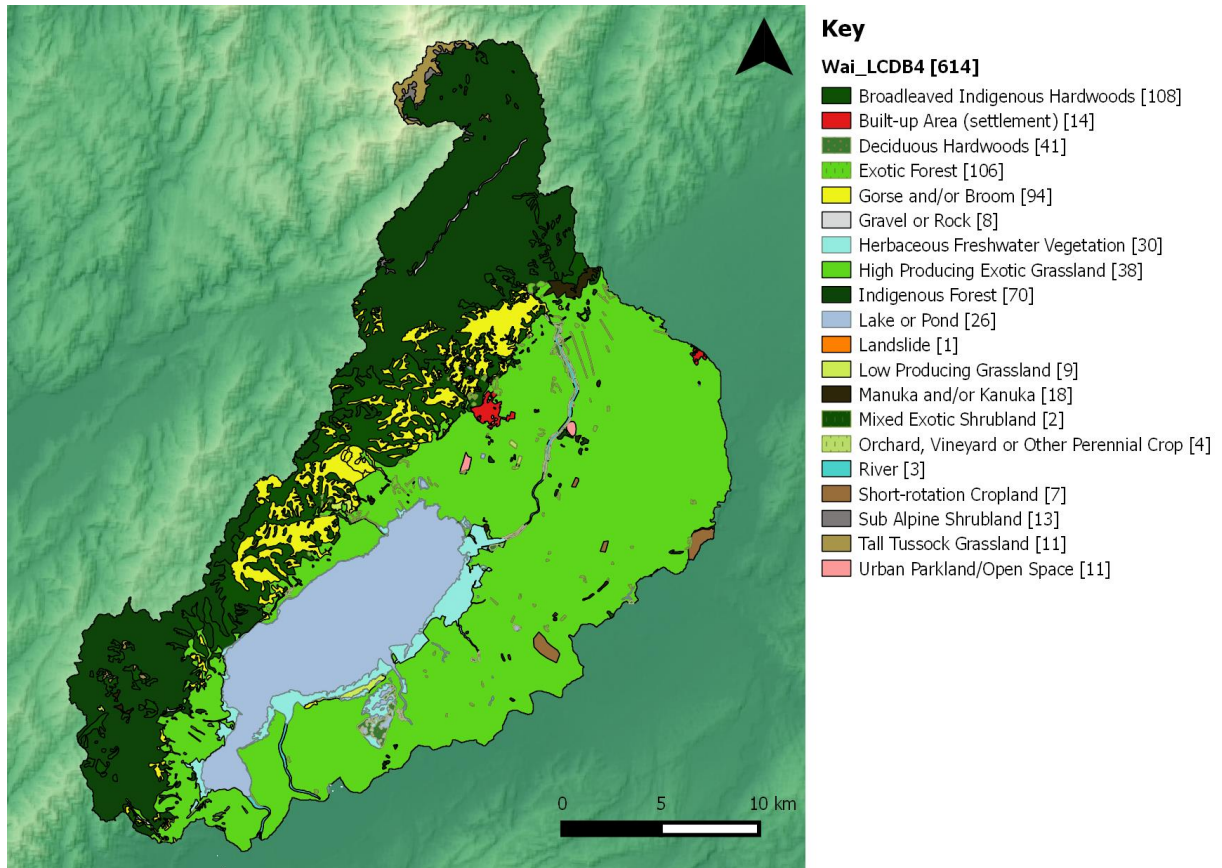 Key
Wai_LCDB4 [614]
Broadleaved Indigenous Hardwoods [108]
Built-up Area (settlement) [14]
Deciduous Hardwoods [41]
Exotic Forest [106]
Gorse and/or Broom [94]
Gravel or Rock [8]
Herbaceous Freshwater Vegetation [30]
High Producing Exotic Grassland [38]
Indigenous Forest [70]
Lake or Pond [26]
Landslide [1]
Low Producing Grassland [9]
Manuka and/or Kanuka [18]
Mixed Exotic Shrubland [2]
Orchard, Vineyard or Other Perennial Crop [4]
River [3]
Short-rotation Cropland [7]
Sub Alpine Shrubland [13]
Tall Tussock Grassland [11]
Urban Parkland/Open Space [11]
0 5 10 km